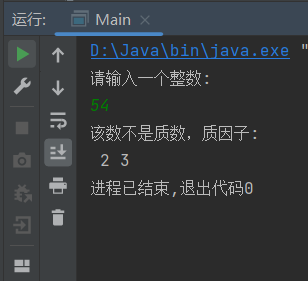 运行: Main
D:\Java\bin\java.exe "
请输入一个整数:
54
该数不是质数，质因子:
2 3
进程已结束,退出代码0